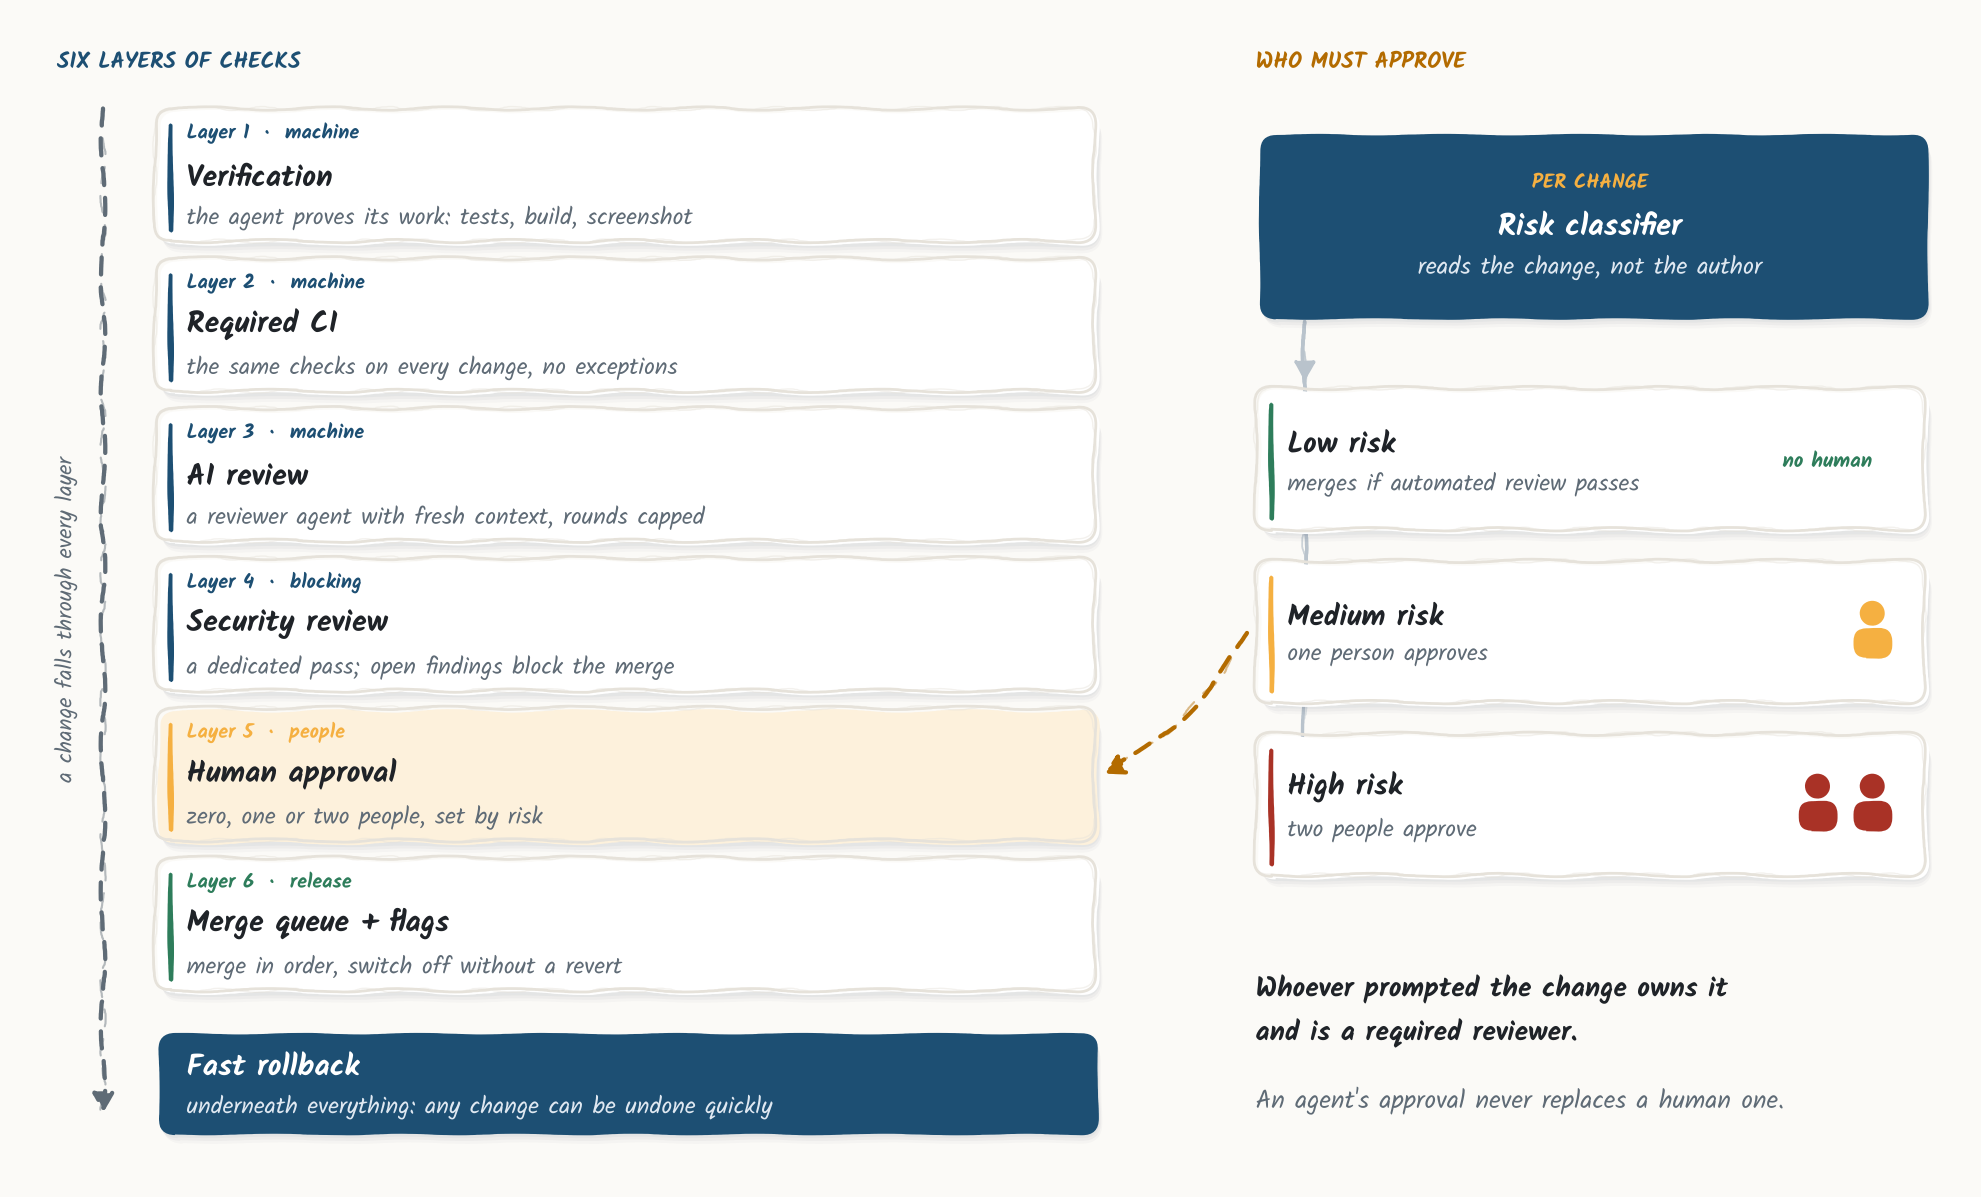 SIX LAYERS OF CHECKS
a change falls through every layer
Layer 1 · machine
Verification
the agent proves its work: tests, build, screenshot
Layer 2 · machine
Required CI
the same checks on every change, no exceptions
Layer 3 · machine
AI review
a reviewer agent with fresh context, rounds capped
Layer 4 · blocking
Security review
a dedicated pass; open findings block the merge
Layer 5 · people
Human approval
zero, one or two people, set by risk
Layer 6 · release
Merge queue + flags
merge in order, switch off without a revert
Fast rollback
underneath everything: any change can be undone quickly
WHO MUST APPROVE
PER CHANGE
Risk classifier
reads the change, not the author
Low risk
merges if automated review passes
no human
Medium risk
one person approves
High risk
two people approve
Whoever prompted the change owns it
and is a required reviewer.
An agent's approval never replaces a human one.